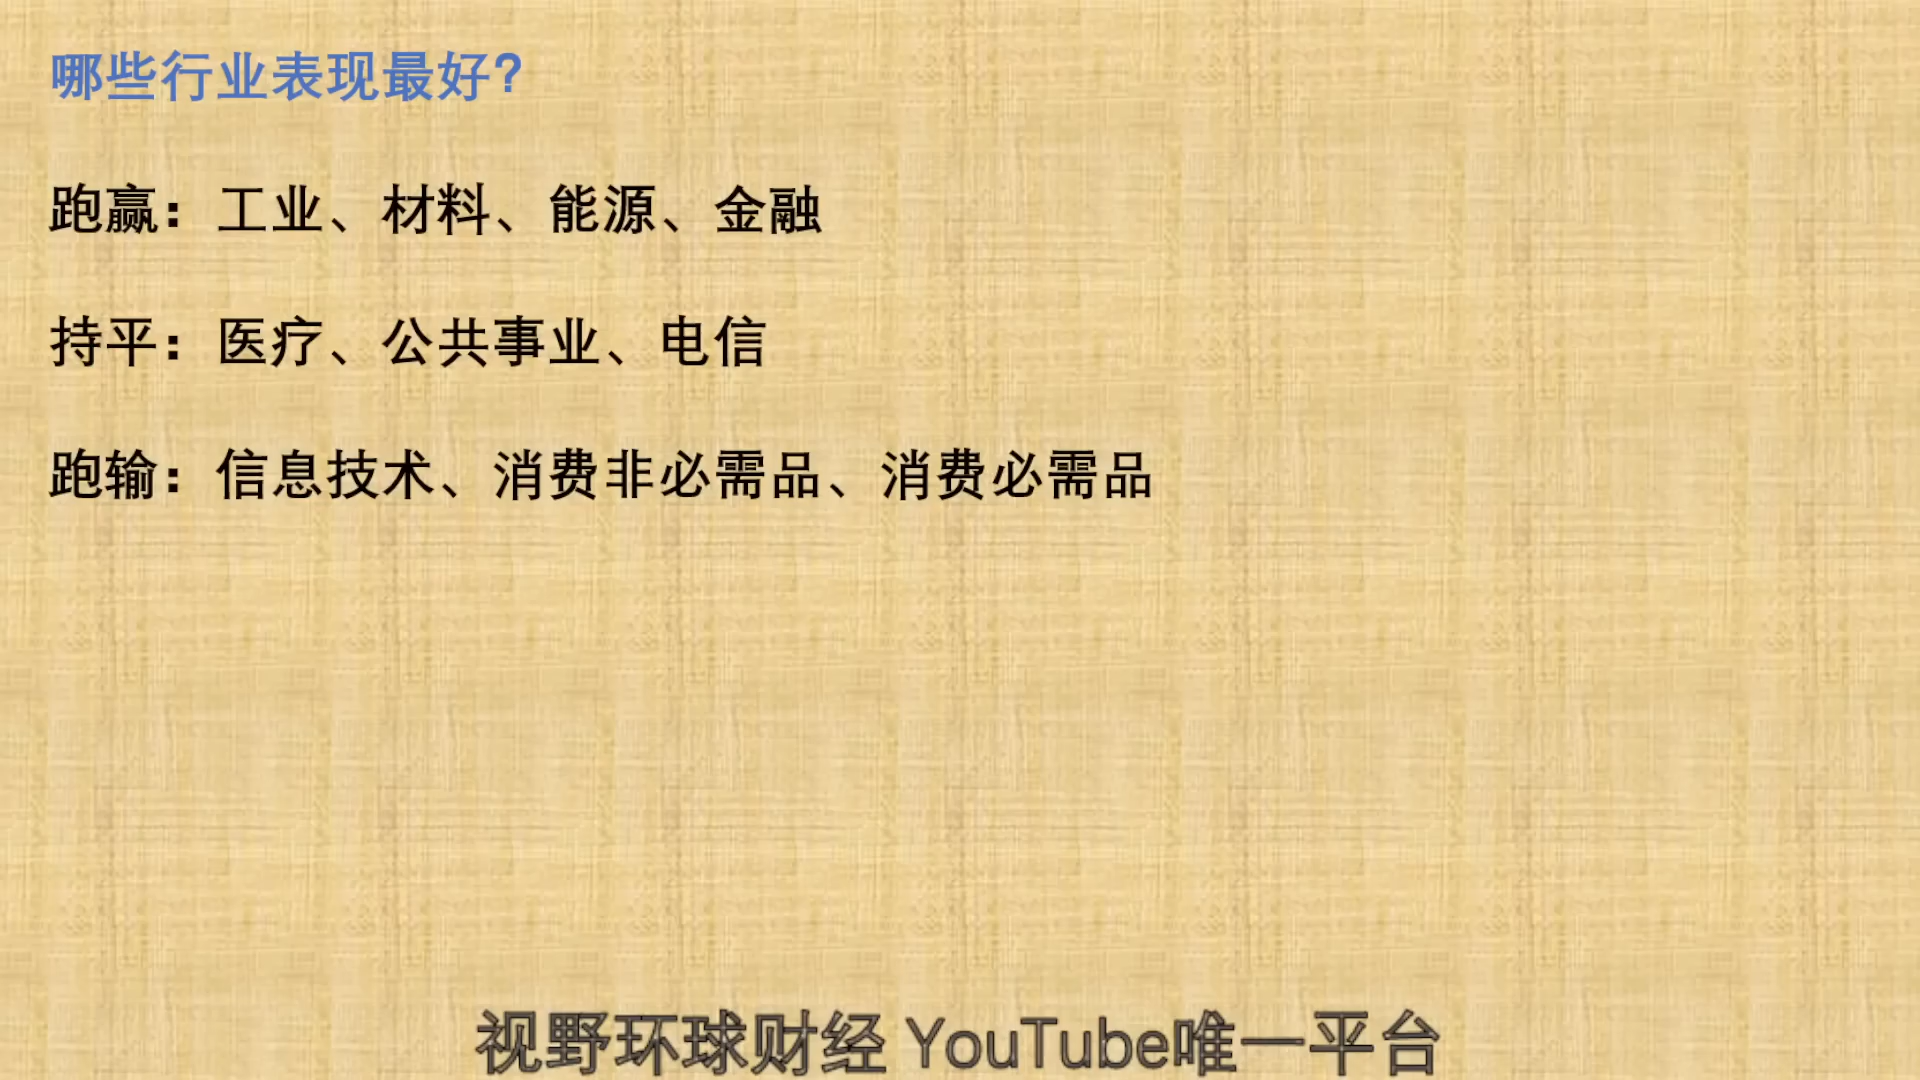 哪些行业表现最好？
跑赢：工业、材料、能源、金融
持平：医疗、公共事业、电信
跑输：信息技术、消费非必需品、消费必需品
视野环球财经 YouTube唯一平台